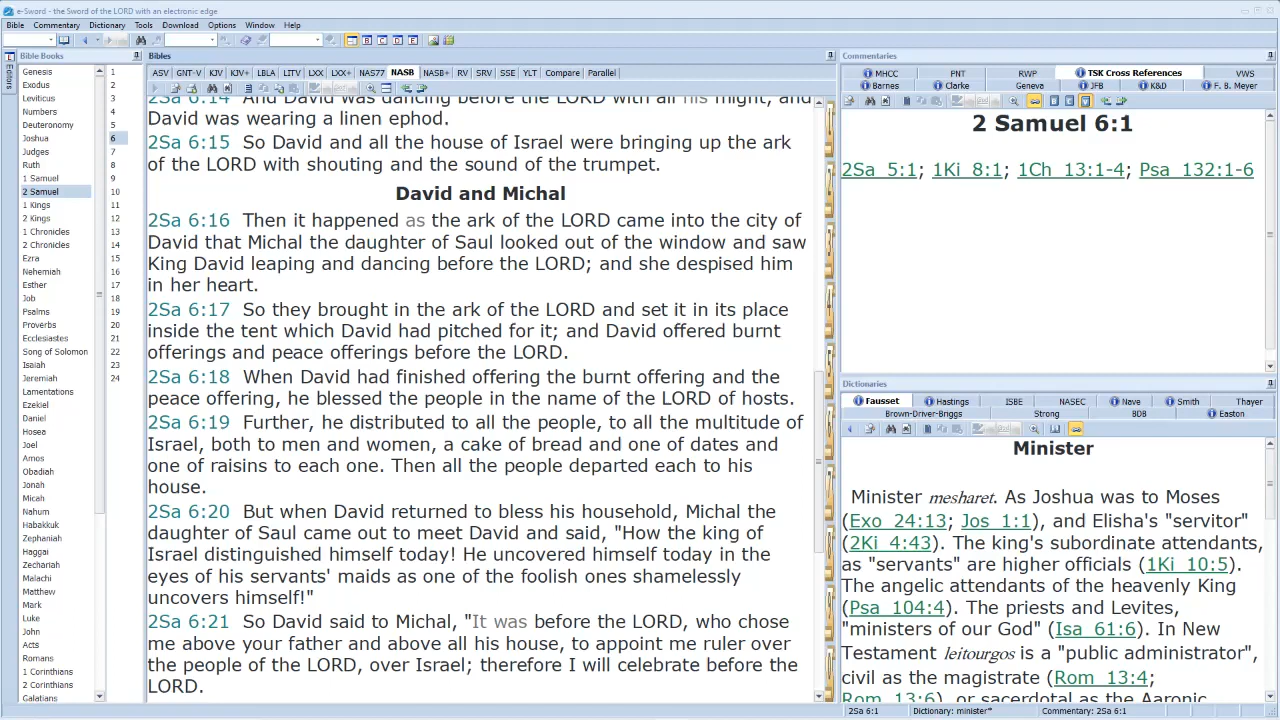 e-Sword - the Sword of the LORD with an electronic edge
Bible Commentary Dictionary Tools Download Options Window Help
B C D E
Editors
Bible Books
Genesis
Exodus
Leviticus
Numbers
Deuteronomy
Joshua
Judges
Ruth
1 Samuel
2 Samuel
1 Kings
2 Kings
1 Chronicles
2 Chronicles
Ezra
Nehemiah
Esther
Job
Psalms
Proverbs
Ecclesiastes
Song of Solomon
Isaiah
Jeremiah
Lamentations
Ezekiel
Daniel
Hosea
Joel
Amos
Obadiah
Jonah
Micah
Nahum
Habakkuk
Zephaniah
Haggai
Zechariah
Malachi
Matthew
Mark
Luke
John
Acts
Romans
1 Corinthians
2 Corinthians
Galatians
1
2
3
4
5
6
7
8
9
10
11
12
13
14
15
16
17
18
19
20
21
22
23
24
Bibles
ASV GNT-V KJV KJV+ LBLA LITV LXX LXX+ NAS77 NASB NASB+ RV SRV SSE YLT Compare Parallel
2Sa 6:14 And David was dancing before the LORD with all his might, and
David was wearing a linen ephod.
2Sa 6:15 So David and all the house of Israel were bringing up the ark
of the LORD with shouting and the sound of the trumpet.
David and Michal
2Sa 6:16 Then it happened as the ark of the LORD came into the city of
David that Michal the daughter of Saul looked out of the window and saw
King David leaping and dancing before the LORD; and she despised him
in her heart.
2Sa 6:17 So they brought in the ark of the LORD and set it in its place
inside the tent which David had pitched for it; and David offered burnt
offerings and peace offerings before the LORD.
2Sa 6:18 When David had finished offering the burnt offering and the
peace offering, he blessed the people in the name of the LORD of hosts.
2Sa 6:19 Further, he distributed to all the people, to all the multitude of
Israel, both to men and women, a cake of bread and one of dates and
one of raisins to each one. Then all the people departed each to his
house.
2Sa 6:20 But when David returned to bless his household, Michal the
daughter of Saul came out to meet David and said, "How the king of
Israel distinguished himself today! He uncovered himself today in the
eyes of his servants' maids as one of the foolish ones shamelessly
uncovers himself!"
2Sa 6:21 So David said to Michal, "It was before the LORD, who chose
me above your father and above all his house, to appoint me ruler over
the people of the LORD, over Israel; therefore I will celebrate before the
LORD.
Commentaries
MHCC PNT RWP TSK Cross References VWS
Barnes Clarke Geneva JFB K&D F. B. Meyer
2 Samuel 6:1
2Sa 5:1; 1Ki 8:1; 1Ch 13:1-4; Psa 132:1-6
Dictionaries
Fausset Hastings ISBE NASEC Nave Smith Thayer
Brown-Driver-Briggs Strong BDB Easton
Minister
Minister mesharet. As Joshua was to Moses
(Exo 24:13; Jos 1:1), and Elisha's "servitor"
(2Ki 4:43). The king's subordinate attendants,
as "servants" are higher officials (1Ki 10:5).
The angelic attendants of the heavenly King
(Psa 104:4). The priests and Levites,
"ministers of our God" (Isa 61:6). In New
Testament leitourgos is a "public administrator",
civil as the magistrate (Rom 13:4;
Rom 13:6), or sacerdotal as the Aaronic
2Sa 6:1 Dictionary: minister* Commentary: 2Sa 6:1